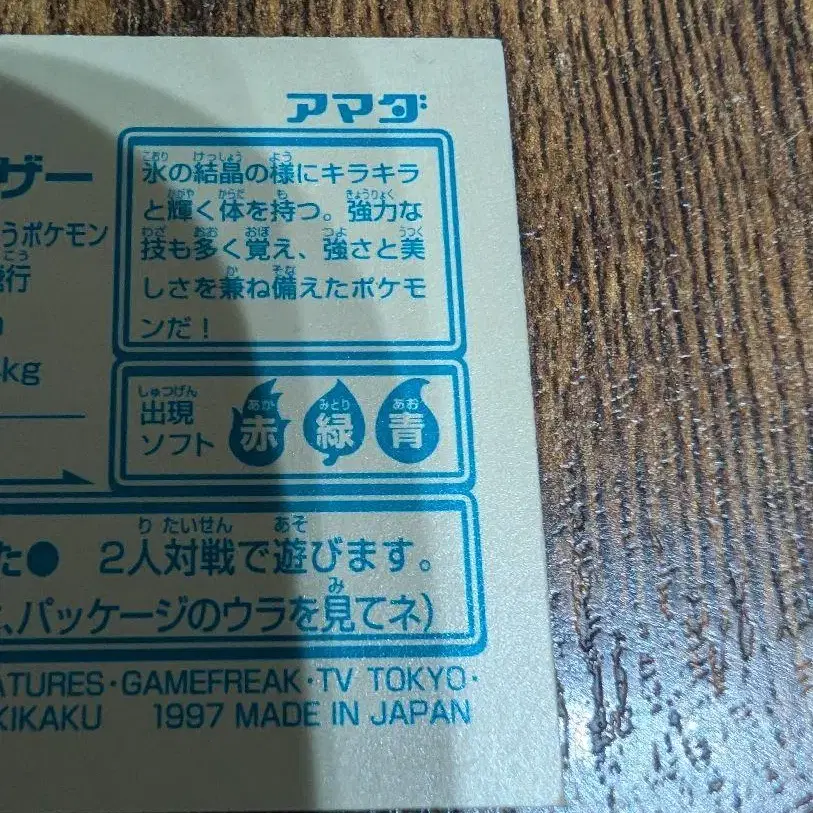 アマダ
ザー
氷の結晶の様にキラキラ
と輝く体を持つ。強力な
技も多く覚え、強さと美
しさを兼ね備えたポケモ
ンだ！
うポケモン
行
kg
出現
ソフト 赤 緑 青
た● 2人対戦で遊びます。
、パッケージのウラを見てネ)
ATURES・GAMEFREAK・TV TOKYO・
KIKAKU 1997 MADE IN JAPAN